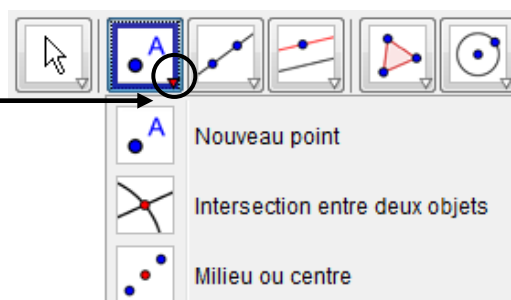 A
A
Nouveau point
Intersection entre deux objets
Milieu ou centre